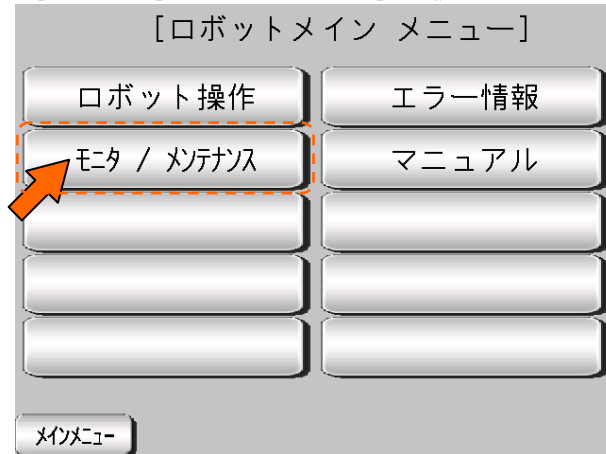 [ロボットメイン メニュー]
ロボット操作
エラー情報
ﾓﾆﾀ / ﾒﾝﾃﾅﾝｽ
マニュアル
ﾒｲﾝﾒﾆｭｰ